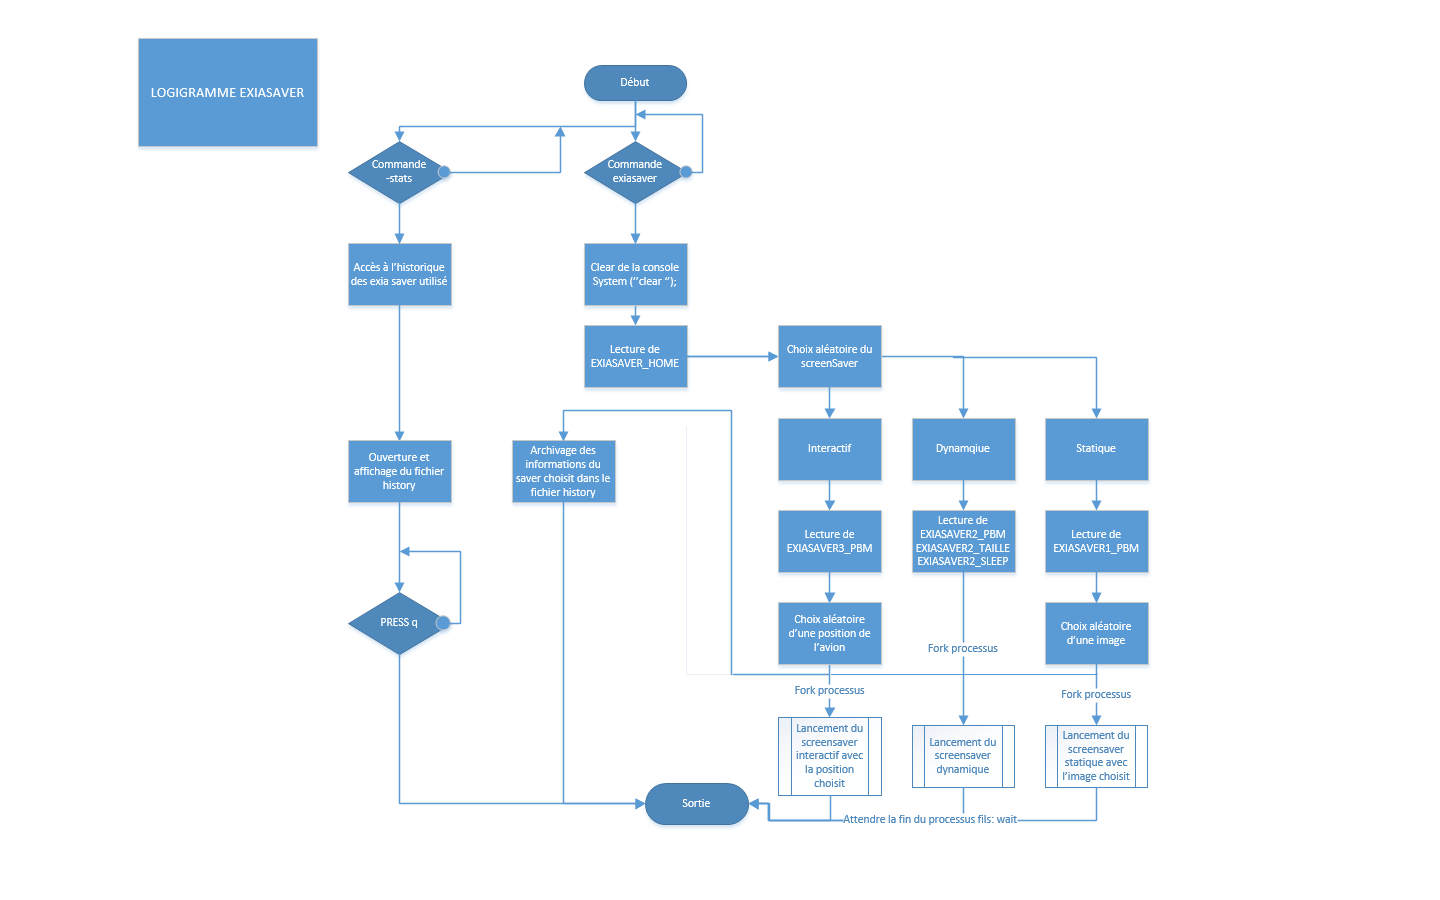 LOGIGRAMME EXIASAVER
Début
Commande
-stats
Commande
exiasaver
Accès à l'historique
des exia saver utilisé
Clear de la console
System (‘’clear ‘’);
Lecture de
EXIASAVER_HOME
Choix aléatoire du
screenSaver
Interactif
Dynamqiue
Statique
Ouverture et
affichage du fichier
history
Archivage des
informations du
saver choisit dans le
fichier history
Lecture de
EXIASAVER3_PBM
Lecture de
EXIASAVER2_PBM
EXIASAVER2_TAILLE
EXIASAVER2_SLEEP
Lecture de
EXIASAVER1_PBM
PRESS q
Choix aléatoire
d'une position de
l'avion
Choix aléatoire
d'une image
Fork processus
Fork processus
Fork processus
Lancement du
screensaver
interactif avec
la position
choisit
Lancement du
screensaver
dynamique
Lancement du
screensaver
statique avec
l'image choisit
Sortie
Attendre la fin du processus fils: wait